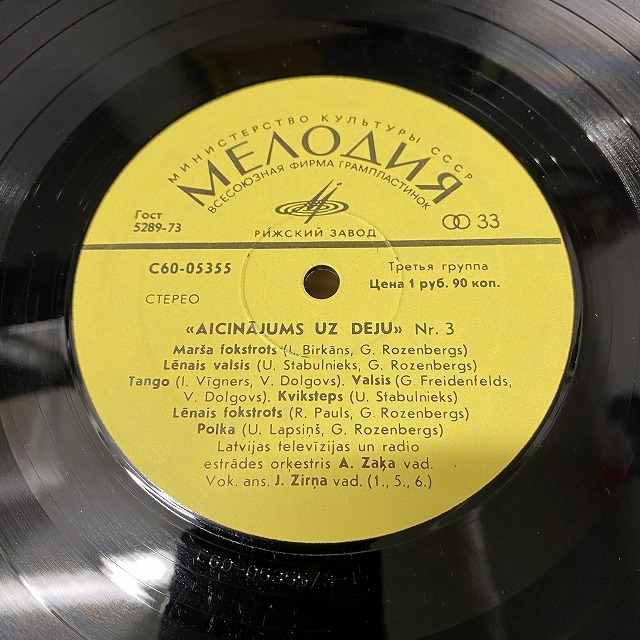 МИНИСТЕРСТВО КУЛЬТУРЫ СССР
МЕЛОДИЯ
ВСЕСОЮЗНАЯ ФИРМА ГРАМПЛАСТИНОК
Гост
5289-73
РИЖСКИЙ ЗАВОД
33
С60-05355
Третья группа
Цена 1 руб. 90 коп.
СТЕРЕО
«AICINĀJUMS UZ DEJU» Nr. 3
Marša fokstrots (I. Birkāns, G. Rozenbergs)
Lēnais valsis (U. Stabulnieks, G. Rozenbergs)
Tango (I. Vīgners, V. Dolgovs). Valsis (G. Freidenfelds,
V. Dolgovs). Kviksteps (U. Stabulnieks)
Lēnais fokstrots (R. Pauls, G. Rozenbergs)
Polka (U. Lapsiņš, G. Rozenbergs)
Latvijas televīzijas un radio
estrādes orķestris A. Zaķa vad.
Vok. ans. J. Zirņa vad. (1., 5., 6.)